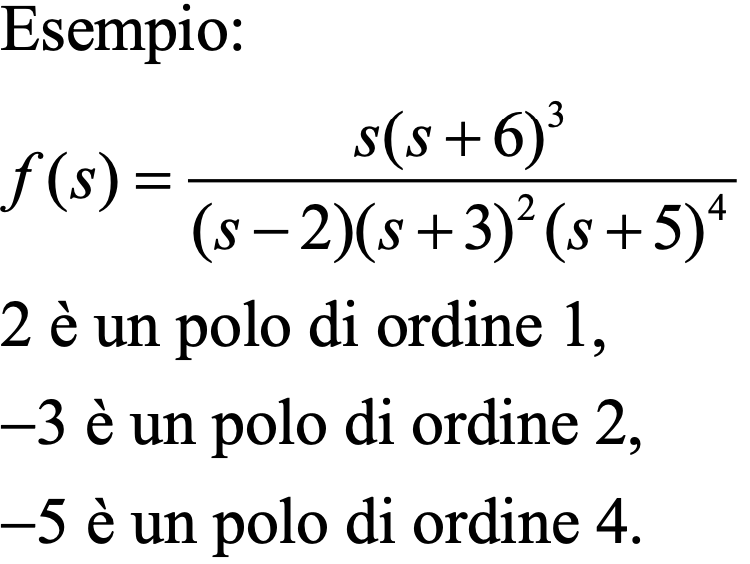 Esempio:
f(s) = s(s+6)³ / (s−2)(s+3)²(s+5)⁴
2 è un polo di ordine 1,
−3 è un polo di ordine 2,
−5 è un polo di ordine 4.